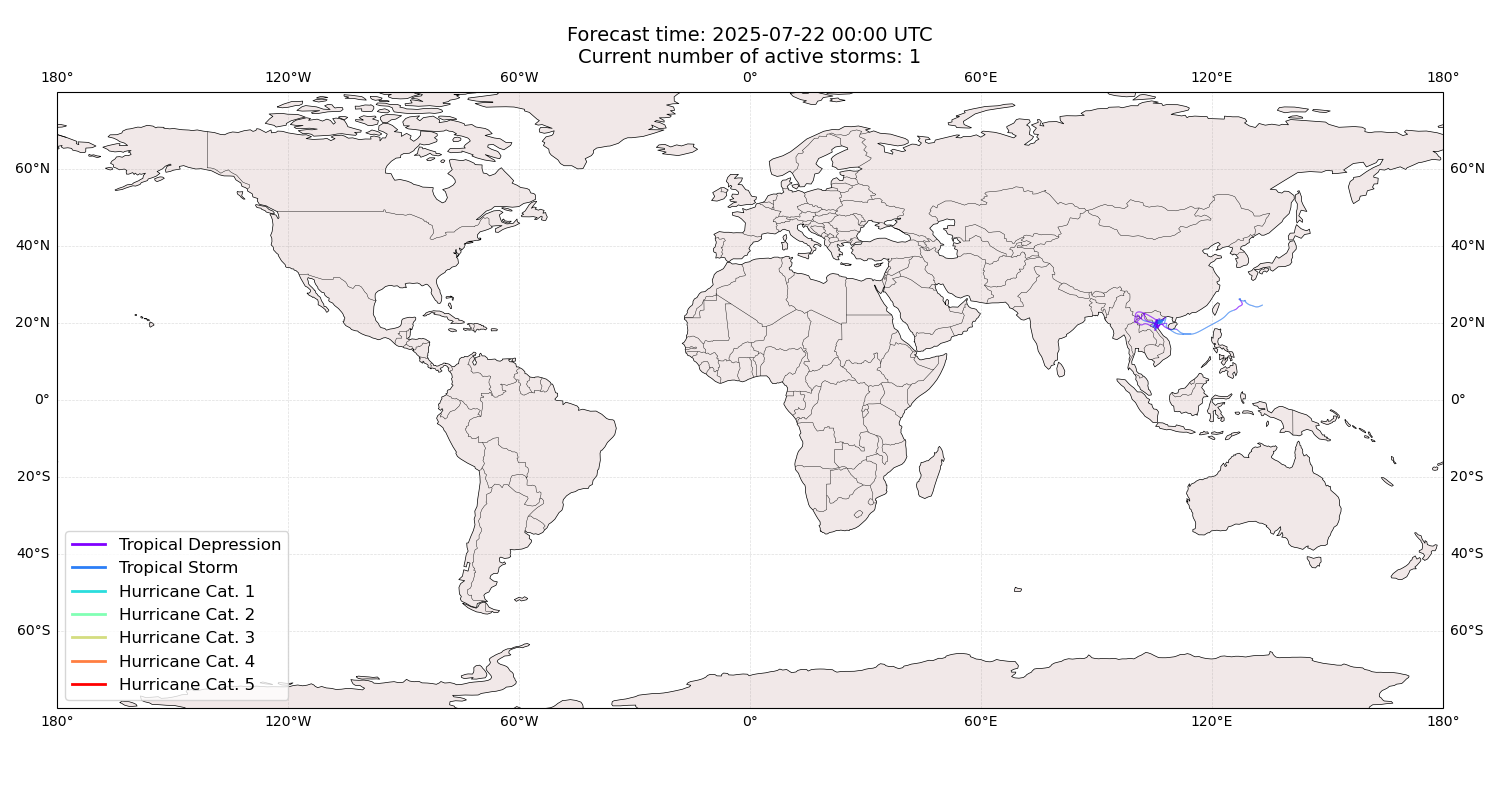 Forecast time: 2025-07-22 00:00 UTC
Current number of active storms: 1
180° 120°W 60°W 0° 60°E 120°E 180°
60°N 60°N
40°N 40°N
20°N 20°N
0° 0°
20°S 20°S
40°S 40°S
60°S 60°S
Tropical Depression
Tropical Storm
Hurricane Cat. 1
Hurricane Cat. 2
Hurricane Cat. 3
Hurricane Cat. 4
Hurricane Cat. 5
180° 120°W 60°W 0° 60°E 120°E 180°